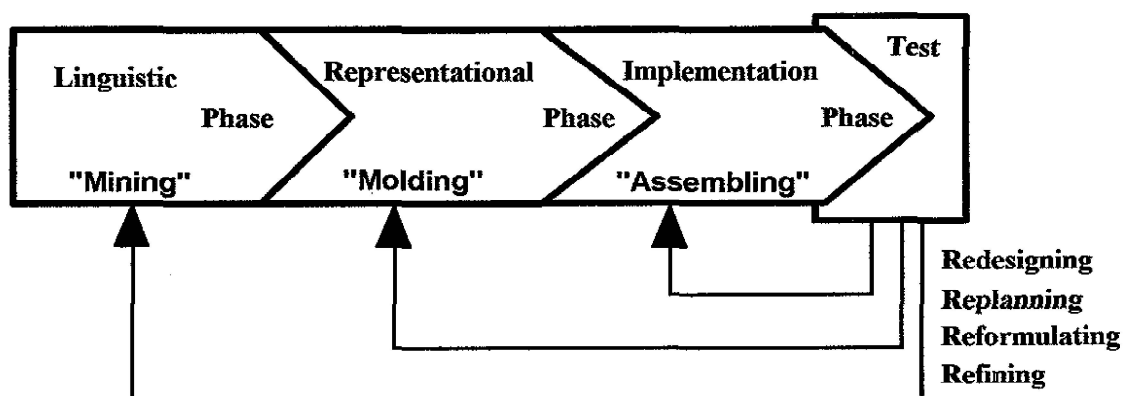 Linguistic
Phase
"Mining"
Representational
Phase
"Molding"
Implementation
Phase
"Assembling"
Test
Redesigning
Replanning
Reformulating
Refining